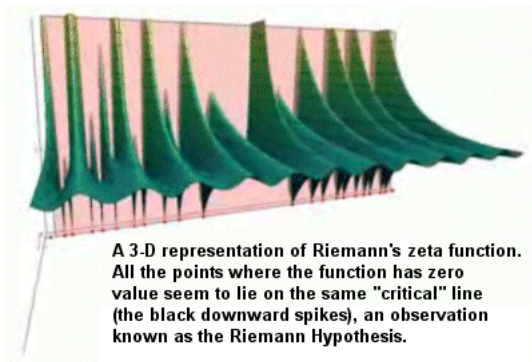 A 3-D representation of Riemann's zeta function.
All the points where the function has zero
value seem to lie on the same "critical" line
(the black downward spikes), an observation
known as the Riemann Hypothesis.